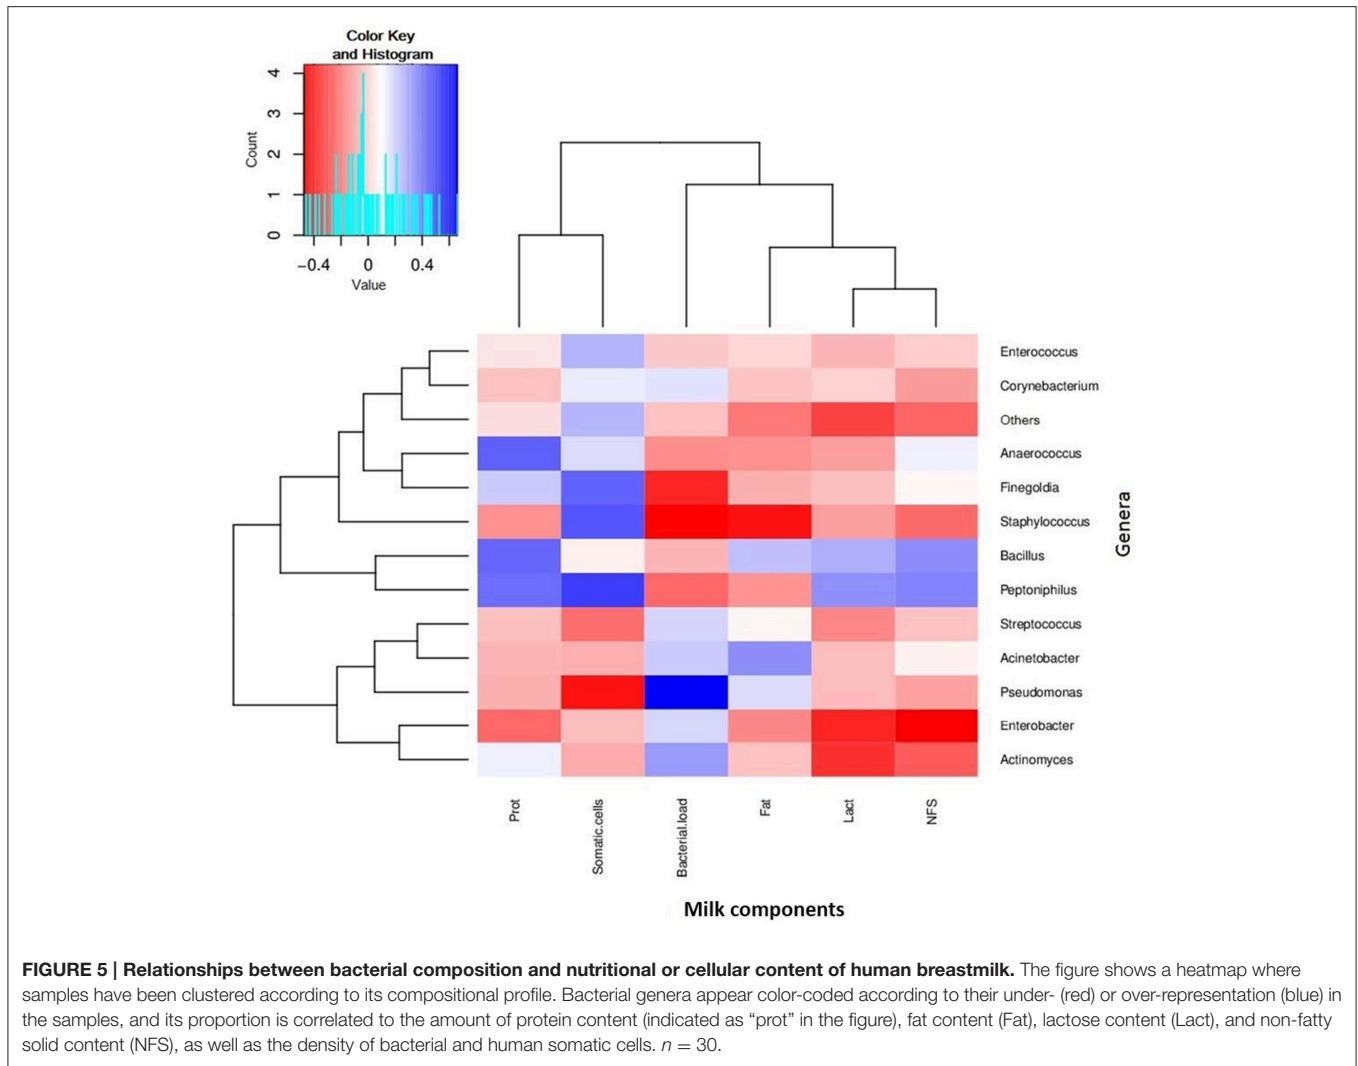 Color Key
and Histogram
Count
4
3
2
1
0
−0.4 0 0.4
Value
Enterococcus
Corynebacterium
Others
Anaerococcus
Finegoldia
Staphylococcus
Bacillus
Peptoniphilus
Streptococcus
Acinetobacter
Pseudomonas
Enterobacter
Actinomyces
Genera
Prot
Somatic.cells
Bacterial.load
Fat
Lact
NFS
Milk components
FIGURE 5 | Relationships between bacterial composition and nutritional or cellular content of human breastmilk. The figure shows a heatmap where
samples have been clustered according to its compositional profile. Bacterial genera appear color-coded according to their under- (red) or over-representation (blue) in
the samples, and its proportion is correlated to the amount of protein content (indicated as “prot” in the figure), fat content (Fat), lactose content (Lact), and non-fatty
solid content (NFS), as well as the density of bacterial and human somatic cells. n = 30.